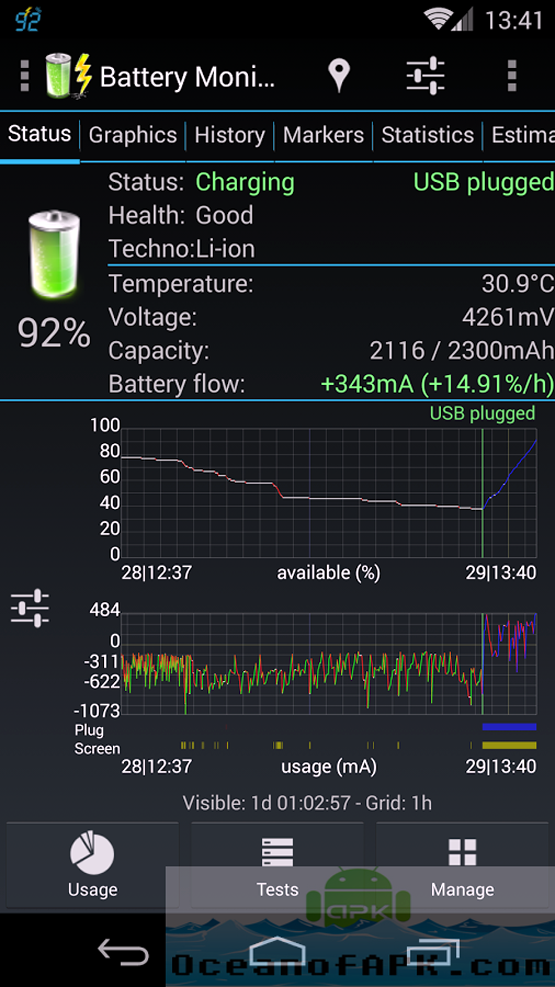 92
13:41
Battery Moni...
Status Graphics History Markers Statistics Estima
Status: Charging USB plugged
Health: Good
Techno: Li-ion
92%
Temperature: 30.9°C
Voltage: 4261mV
Capacity: 2116 / 2300mAh
Battery flow: +343mA (+14.91%/h)
USB plugged
100
80
60
40
20
0
28|12:37 available (%) 29|13:40
484
0
-311
-622
-1073
Plug
Screen
28|12:37 usage (mA) 29|13:40
Visible: 1d 01:02:57 - Grid: 1h
Usage Tests Manage
apk
OceanofAPK.com